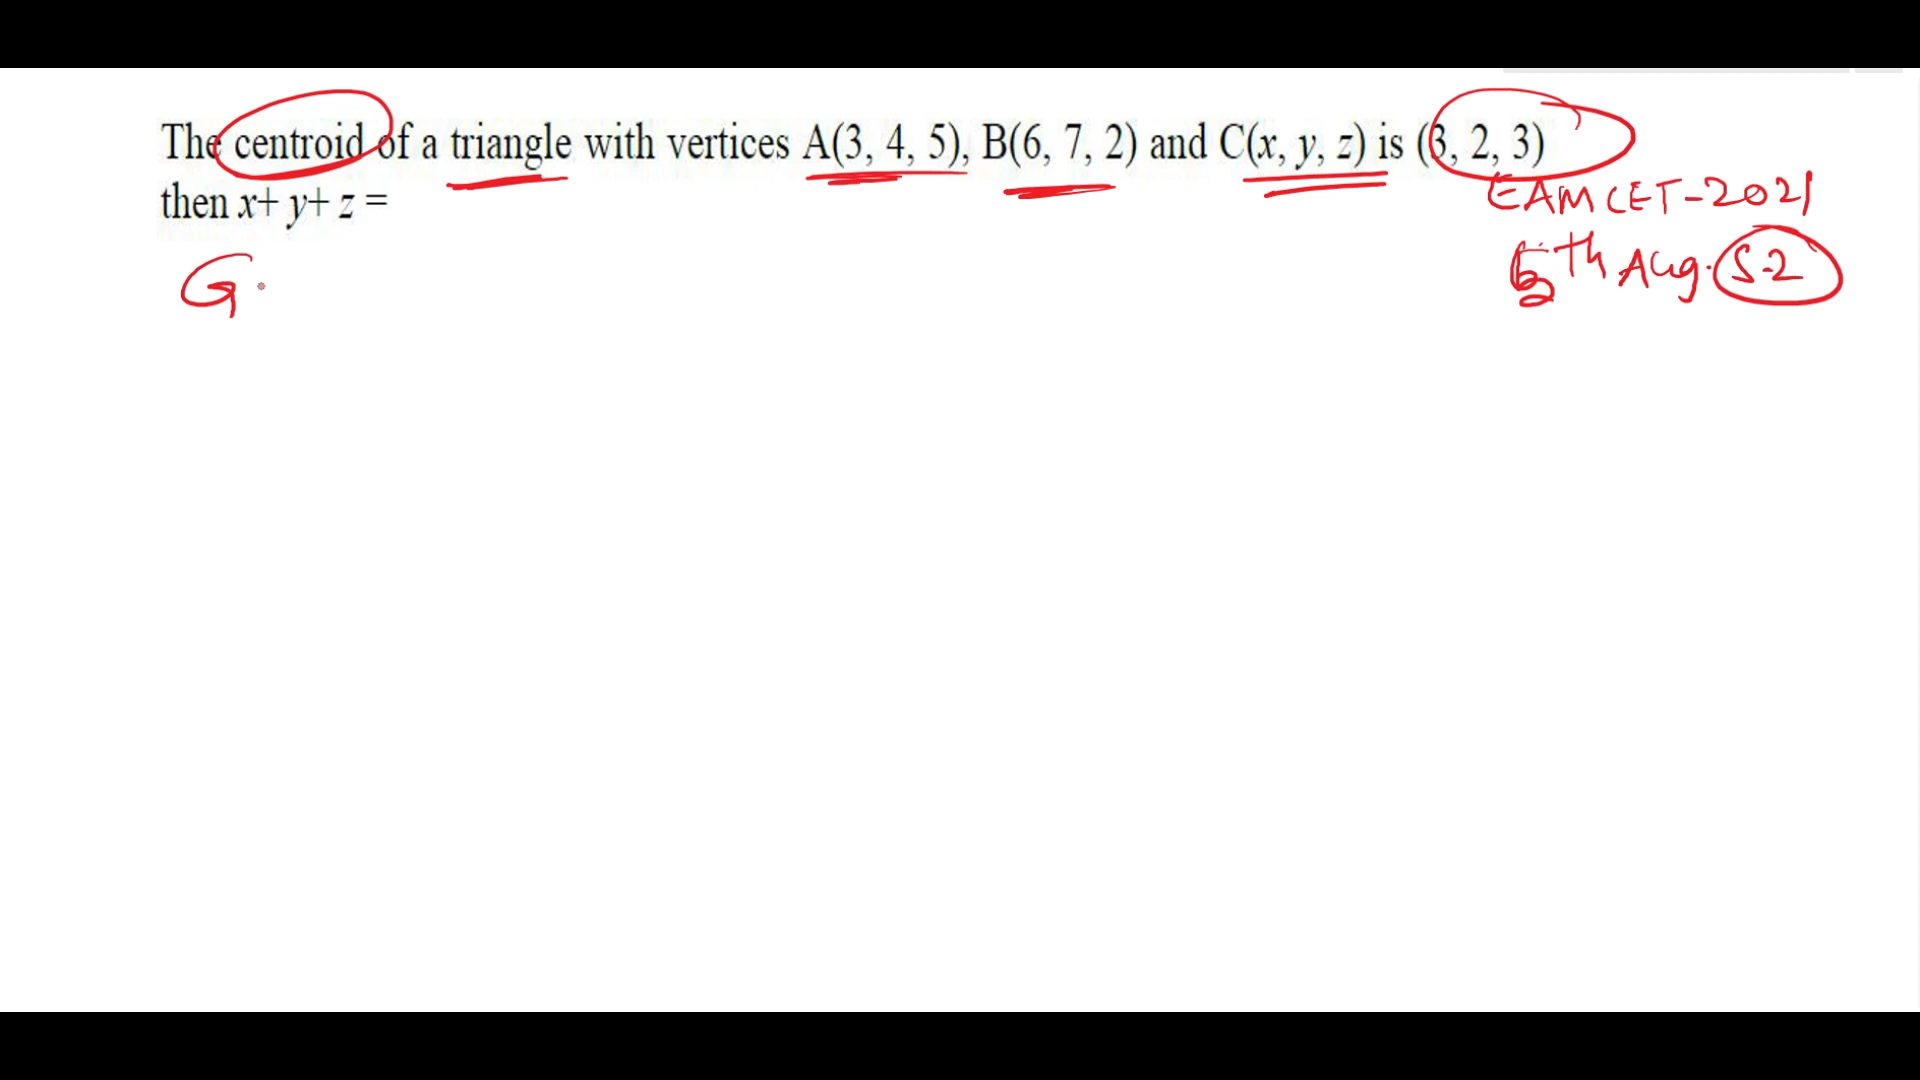 The centroid of a triangle with vertices A(3, 4, 5), B(6, 7, 2) and C(x, y, z) is (3, 2, 3)
then x+ y+ z =
EAMCET-2021
5th Aug. S-2
G